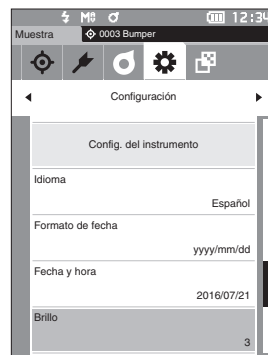 12:34
Muestra
0003 Bumper
Configuración
Config. del instrumento
Idioma
Español
Formato de fecha
yyyy/mm/dd
Fecha y hora
2016/07/21
Brillo
3